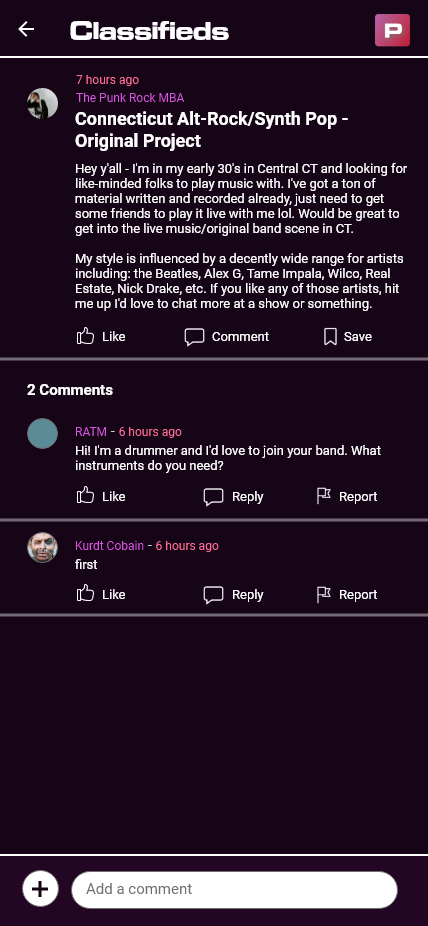 Classifieds
P
7 hours ago
The Punk Rock MBA
Connecticut Alt-Rock/Synth Pop -
Original Project
Hey y'all - I'm in my early 30's in Central CT and looking for
like-minded folks to play music with. I've got a ton of
material written and recorded already, just need to get
some friends to play it live with me lol. Would be great to
get into the live music/original band scene in CT.
My style is influenced by a decently wide range for artists
including: the Beatles, Alex G, Tame Impala, Wilco, Real
Estate, Nick Drake, etc. If you like any of those artists, hit
me up I'd love to chat more at a show or something.
Like Comment Save
2 Comments
RATM - 6 hours ago
Hi! I'm a drummer and I'd love to join your band. What
instruments do you need?
Like Reply Report
Kurdt Cobain - 6 hours ago
first
Like Reply Report
Add a comment